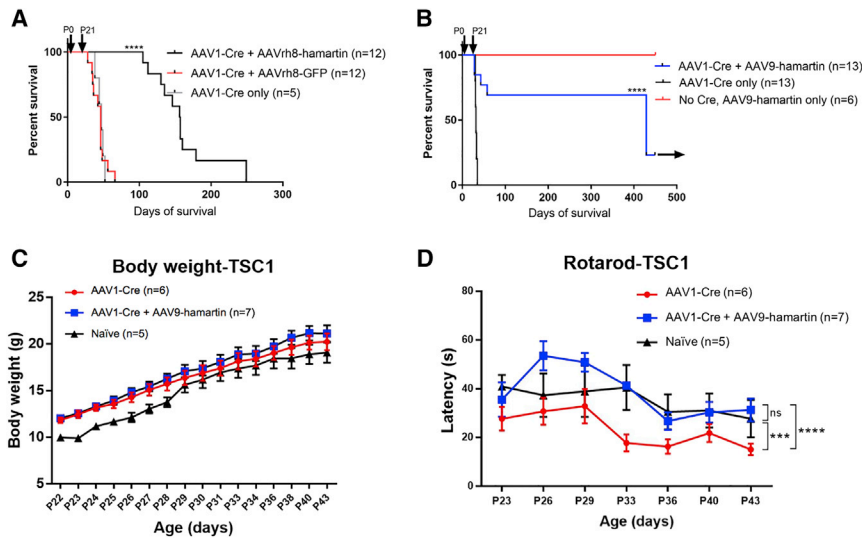 A
P0
P21
****
AAV1-Cre + AAVrh8-hamartin (n=12)
AAV1-Cre + AAVrh8-GFP (n=12)
AAV1-Cre only (n=5)
Percent survival
100
50
0
0 100 200 300
Days of survival
B
P0
P21
****
AAV1-Cre + AAV9-hamartin (n=13)
AAV1-Cre only (n=13)
No Cre, AAV9-hamartin only (n=6)
Percent survival
100
50
0
0 100 200 300 400 500
Days of survival
C
Body weight-TSC1
AAV1-Cre (n=6)
AAV1-Cre + AAV9-hamartin (n=7)
Naïve (n=5)
Body weight (g)
25
20
15
10
5
P22 P23 P24 P25 P26 P27 P28 P29 P30 P31 P33 P34 P36 P38 P40 P43
Age (days)
D
Rotarod-TSC1
AAV1-Cre (n=6)
AAV1-Cre + AAV9-hamartin (n=7)
Naïve (n=5)
Latency (s)
80
60
40
20
0
ns
***
****
P23 P26 P29 P33 P36 P40 P43
Age (days)